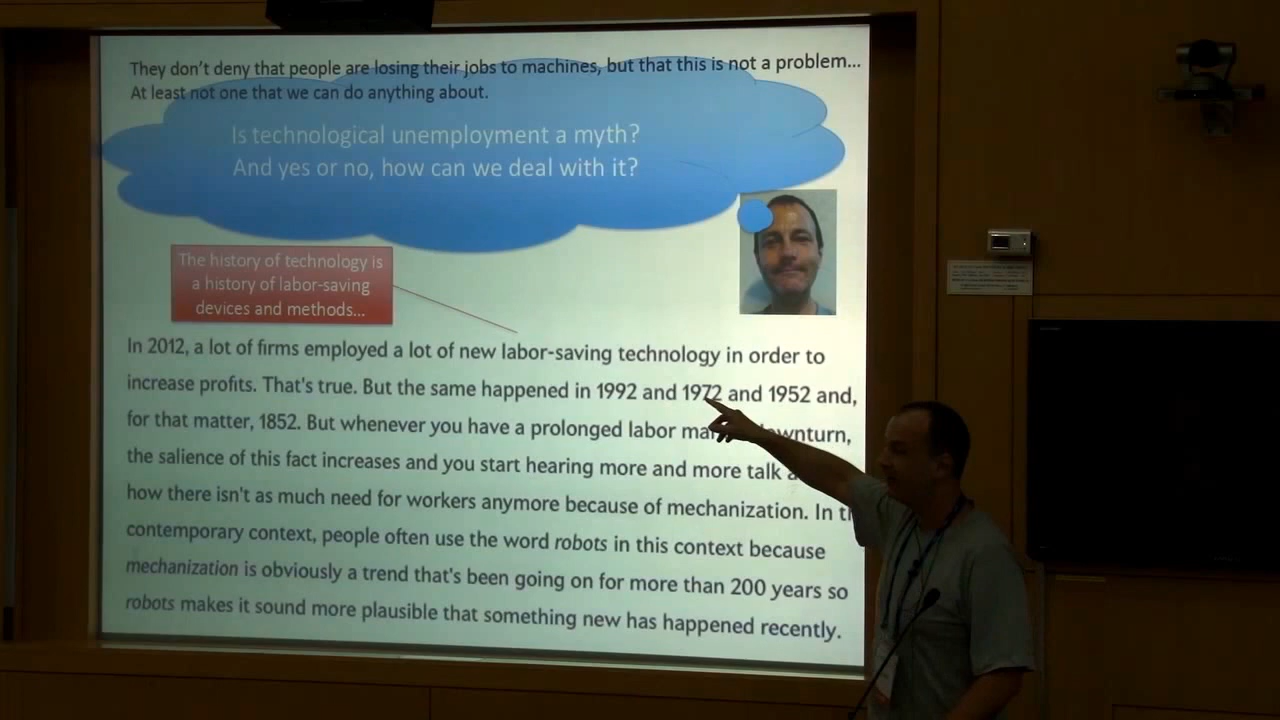 They don't deny that people are losing their jobs to machines, but that this is not a problem...
At least not one that we can do anything about.
Is technological unemployment a myth?
And yes or no, how can we deal with it?
The history of technology is
a history of labor-saving
devices and methods...
In 2012, a lot of firms employed a lot of new labor-saving technology in order to
increase profits. That's true. But the same happened in 1992 and 1972 and 1952 and,
for that matter, 1852. But whenever you have a prolonged labor downturn,
the salience of this fact increases and you start hearing more and more talk
how there isn't as much need for workers anymore because of mechanization. In
contemporary context, people often use the word robots in this context because
mechanization is obviously a trend that's been going on for more than 200 years so
robots makes it sound more plausible that something new has happened recently.